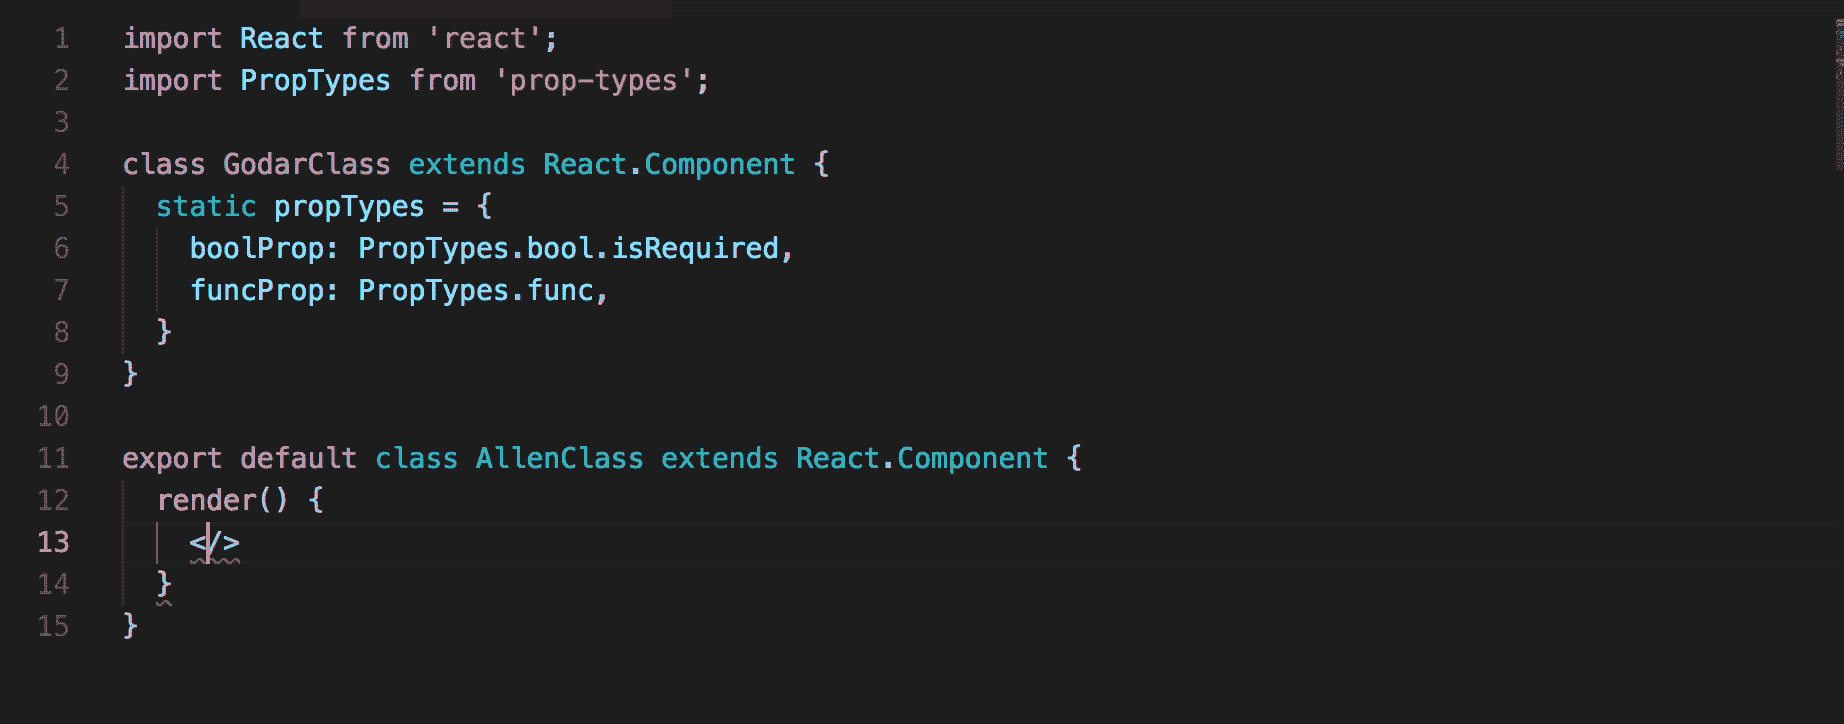 1 import React from 'react';
2 import PropTypes from 'prop-types';
3
4 class GodarClass extends React.Component {
5 static propTypes = {
6 boolProp: PropTypes.bool.isRequired,
7 funcProp: PropTypes.func,
8 }
9 }
10
11 export default class AllenClass extends React.Component {
12 render() {
13 </>
14 }
15 }